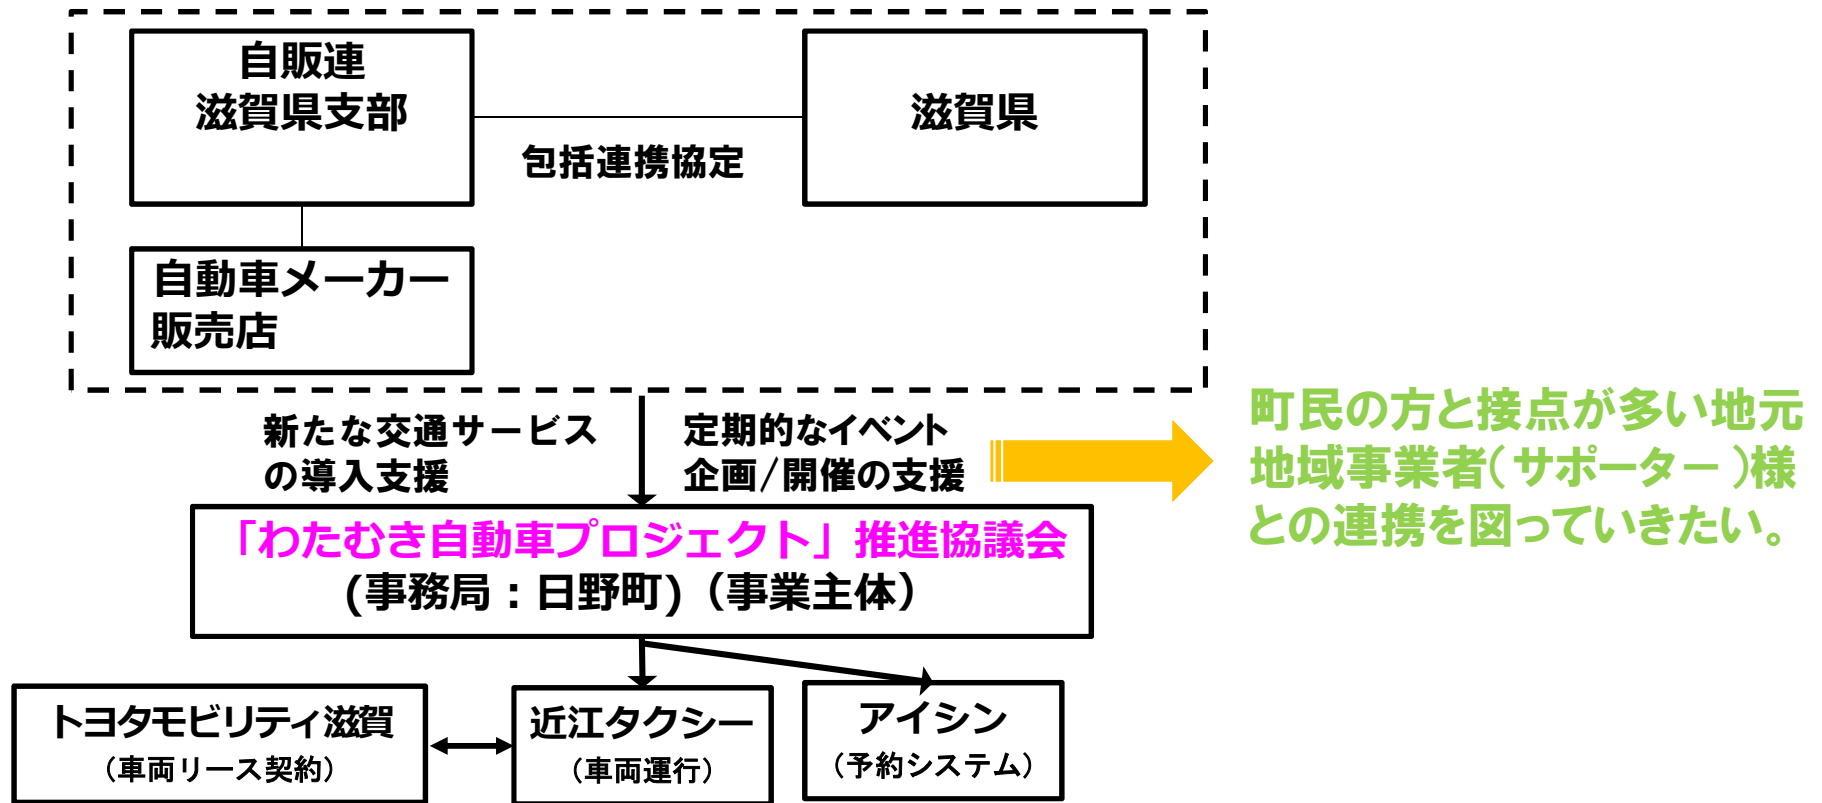 自販連
滋賀県支部
滋賀県
包括連携協定
自動車メーカー
販売店
新たな交通サービス
の導入支援
定期的なイベント
企画/開催の支援
町民の方と接点が多い地元
地域事業者(サポーター)様
との連携を図っていきたい。
「わたむき自動車プロジェクト」推進協議会
(事務局：日野町)（事業主体）
トヨタモビリティ滋賀
（車両リース契約）
近江タクシー
（車両運行）
アイシン
（予約システム）